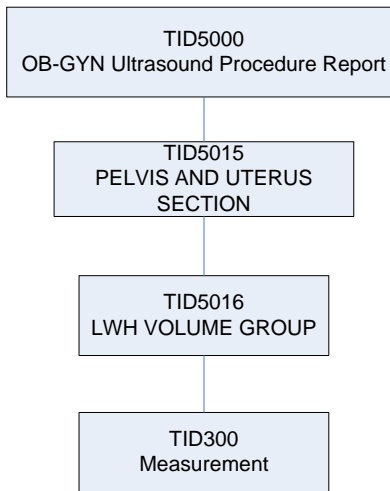 TID5000
OB-GYN Ultrasound Procedure Report
TID5015
PELVIS AND UTERUS
SECTION
TID5016
LWH VOLUME GROUP
TID300
Measurement